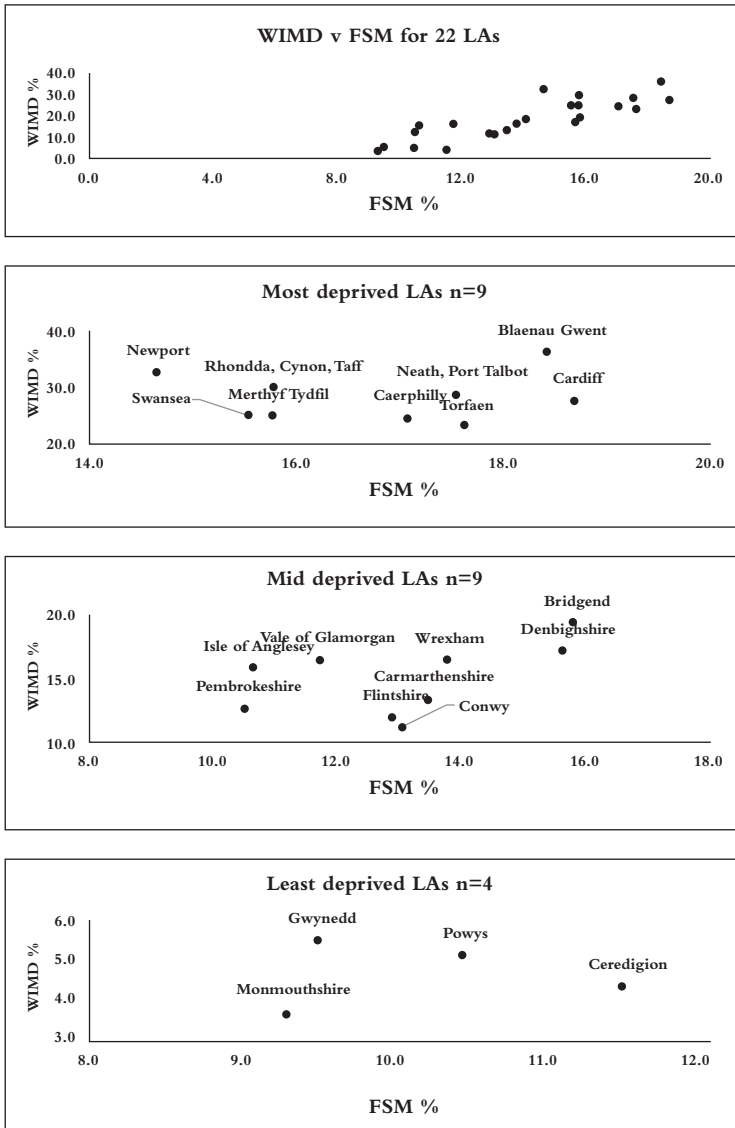 WIMD v FSM for 22 LAs
WIMD %
40.0
30.0
20.0
10.0
0.0
0.0 4.0 8.0 12.0 16.0 20.0
FSM %
Most deprived LAs n=9
WIMD %
40.0
30.0
20.0
Blaenau Gwent
Newport
Rhondda, Cynon, Taff
Neath, Port Talbot
Cardiff
Swansea
Merthyf Tydfil
Caerphilly
Torfaen
14.0 16.0 18.0 20.0
FSM %
Mid deprived LAs n=9
WIMD %
20.0
15.0
10.0
Bridgend
Denbighshire
Vale of Glamorgan
Wrexham
Isle of Anglesey
Carmarthenshire
Pembrokeshire
Flintshire
Conwy
8.0 10.0 12.0 14.0 16.0 18.0
FSM %
Least deprived LAs n=4
WIMD %
6.0
5.0
4.0
3.0
Gwynedd
Powys
Ceredigion
Monmouthshire
8.0 9.0 10.0 11.0 12.0
FSM %